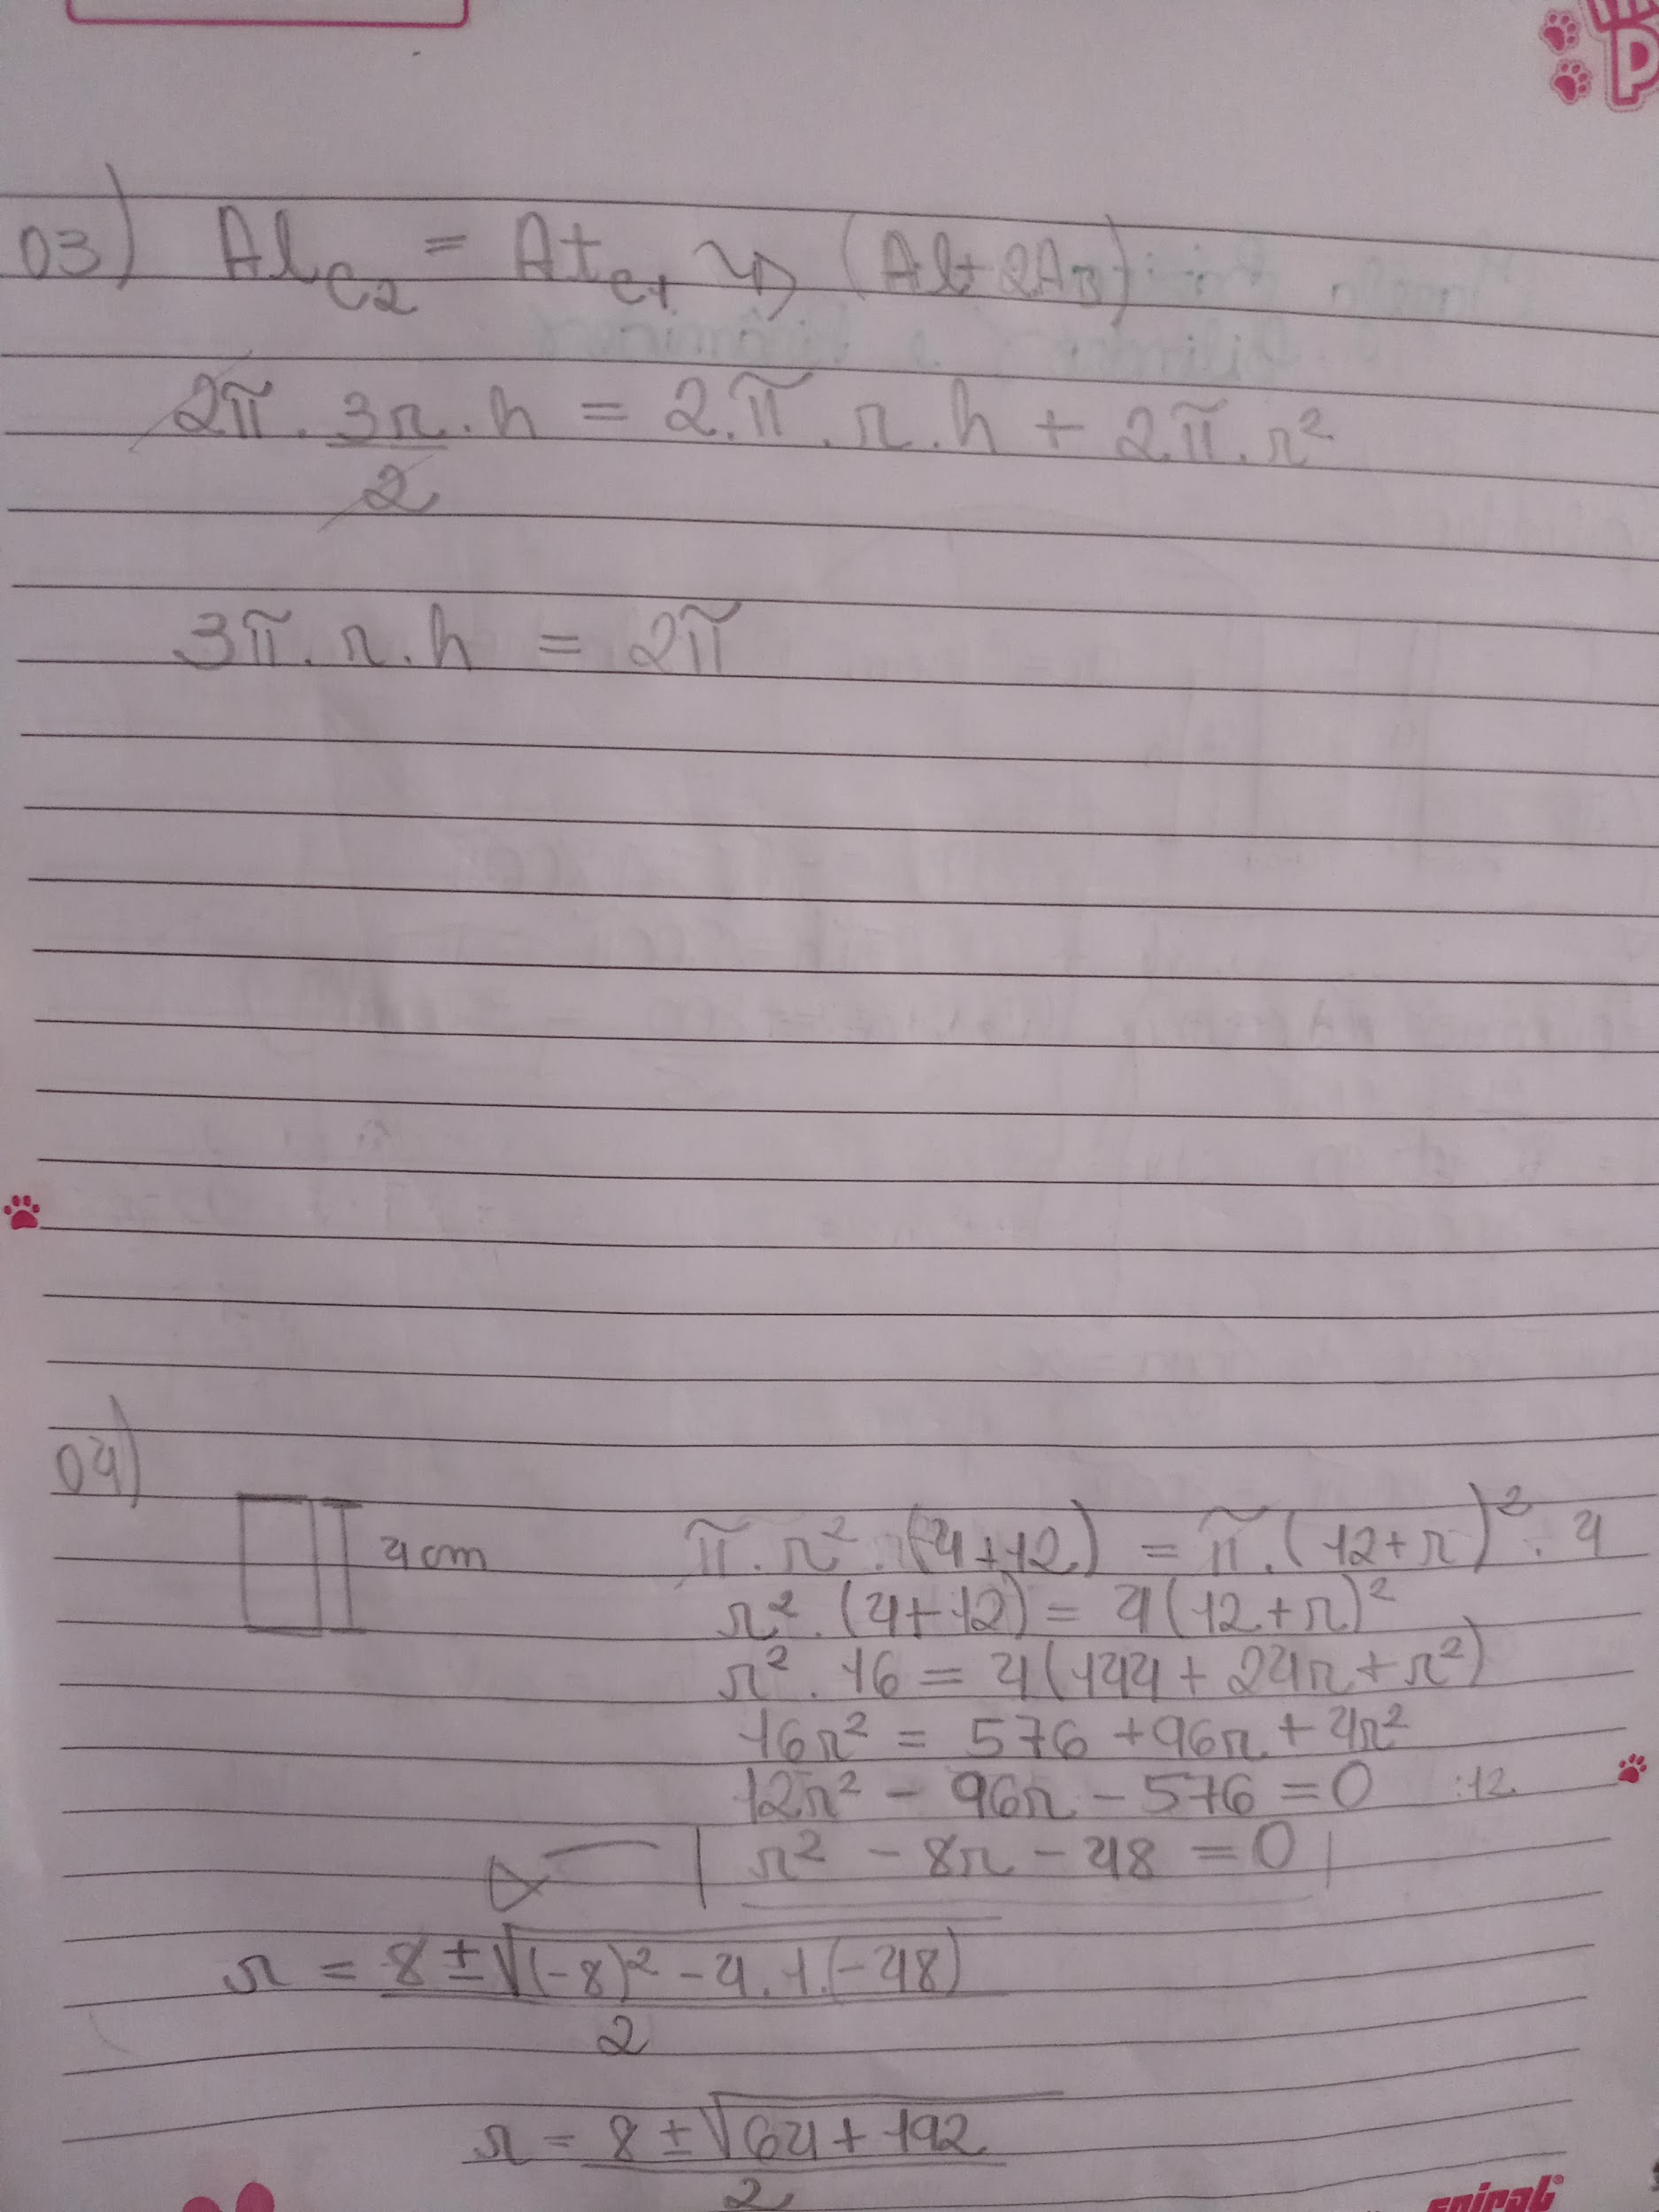 P
03) Al_C2 = At_C1 ↪ (Al + 2AB)
2π . 3r/2 . h = 2.π.r.h + 2.π.r²
3π.r.h = 2π
04)
4cm
π.r².(4+12) = π.(12+r)².4
r².(4+12) = 4(12+r)²
r².16 = 4(144+24r+r²)
16r² = 576 + 96r + 4r²
12r² - 96r - 576 = 0 :12
r² - 8r - 48 = 0
r = 8 ± √(-8)² - 4.1.(-48) / 2
r = 8 ± √64 + 192 / 2
spiral®